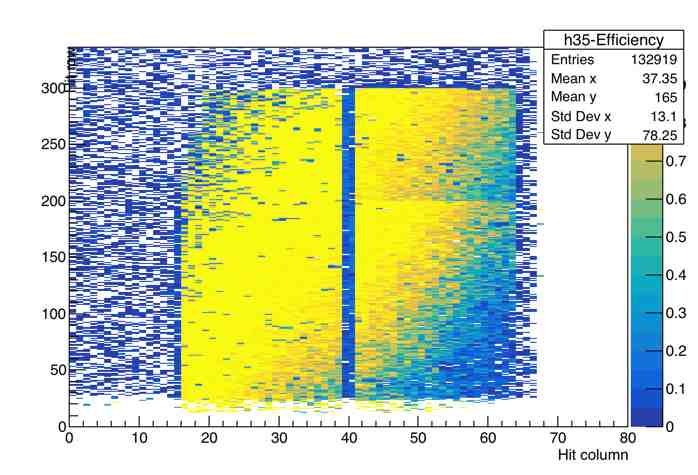 h35-Efficiency
Entries 132919
Mean x 37.35
Mean y 165
Std Dev x 13.1
Std Dev y 78.25
300
250
200
150
100
50
0
0 10 20 30 40 50 60 70 80
0.7
0.6
0.5
0.4
0.3
0.2
0.1
0
Hit column